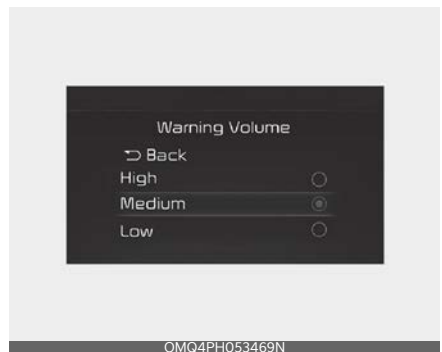 Warning Volume
Back
High
Medium
Low
OMQ4PH053469N